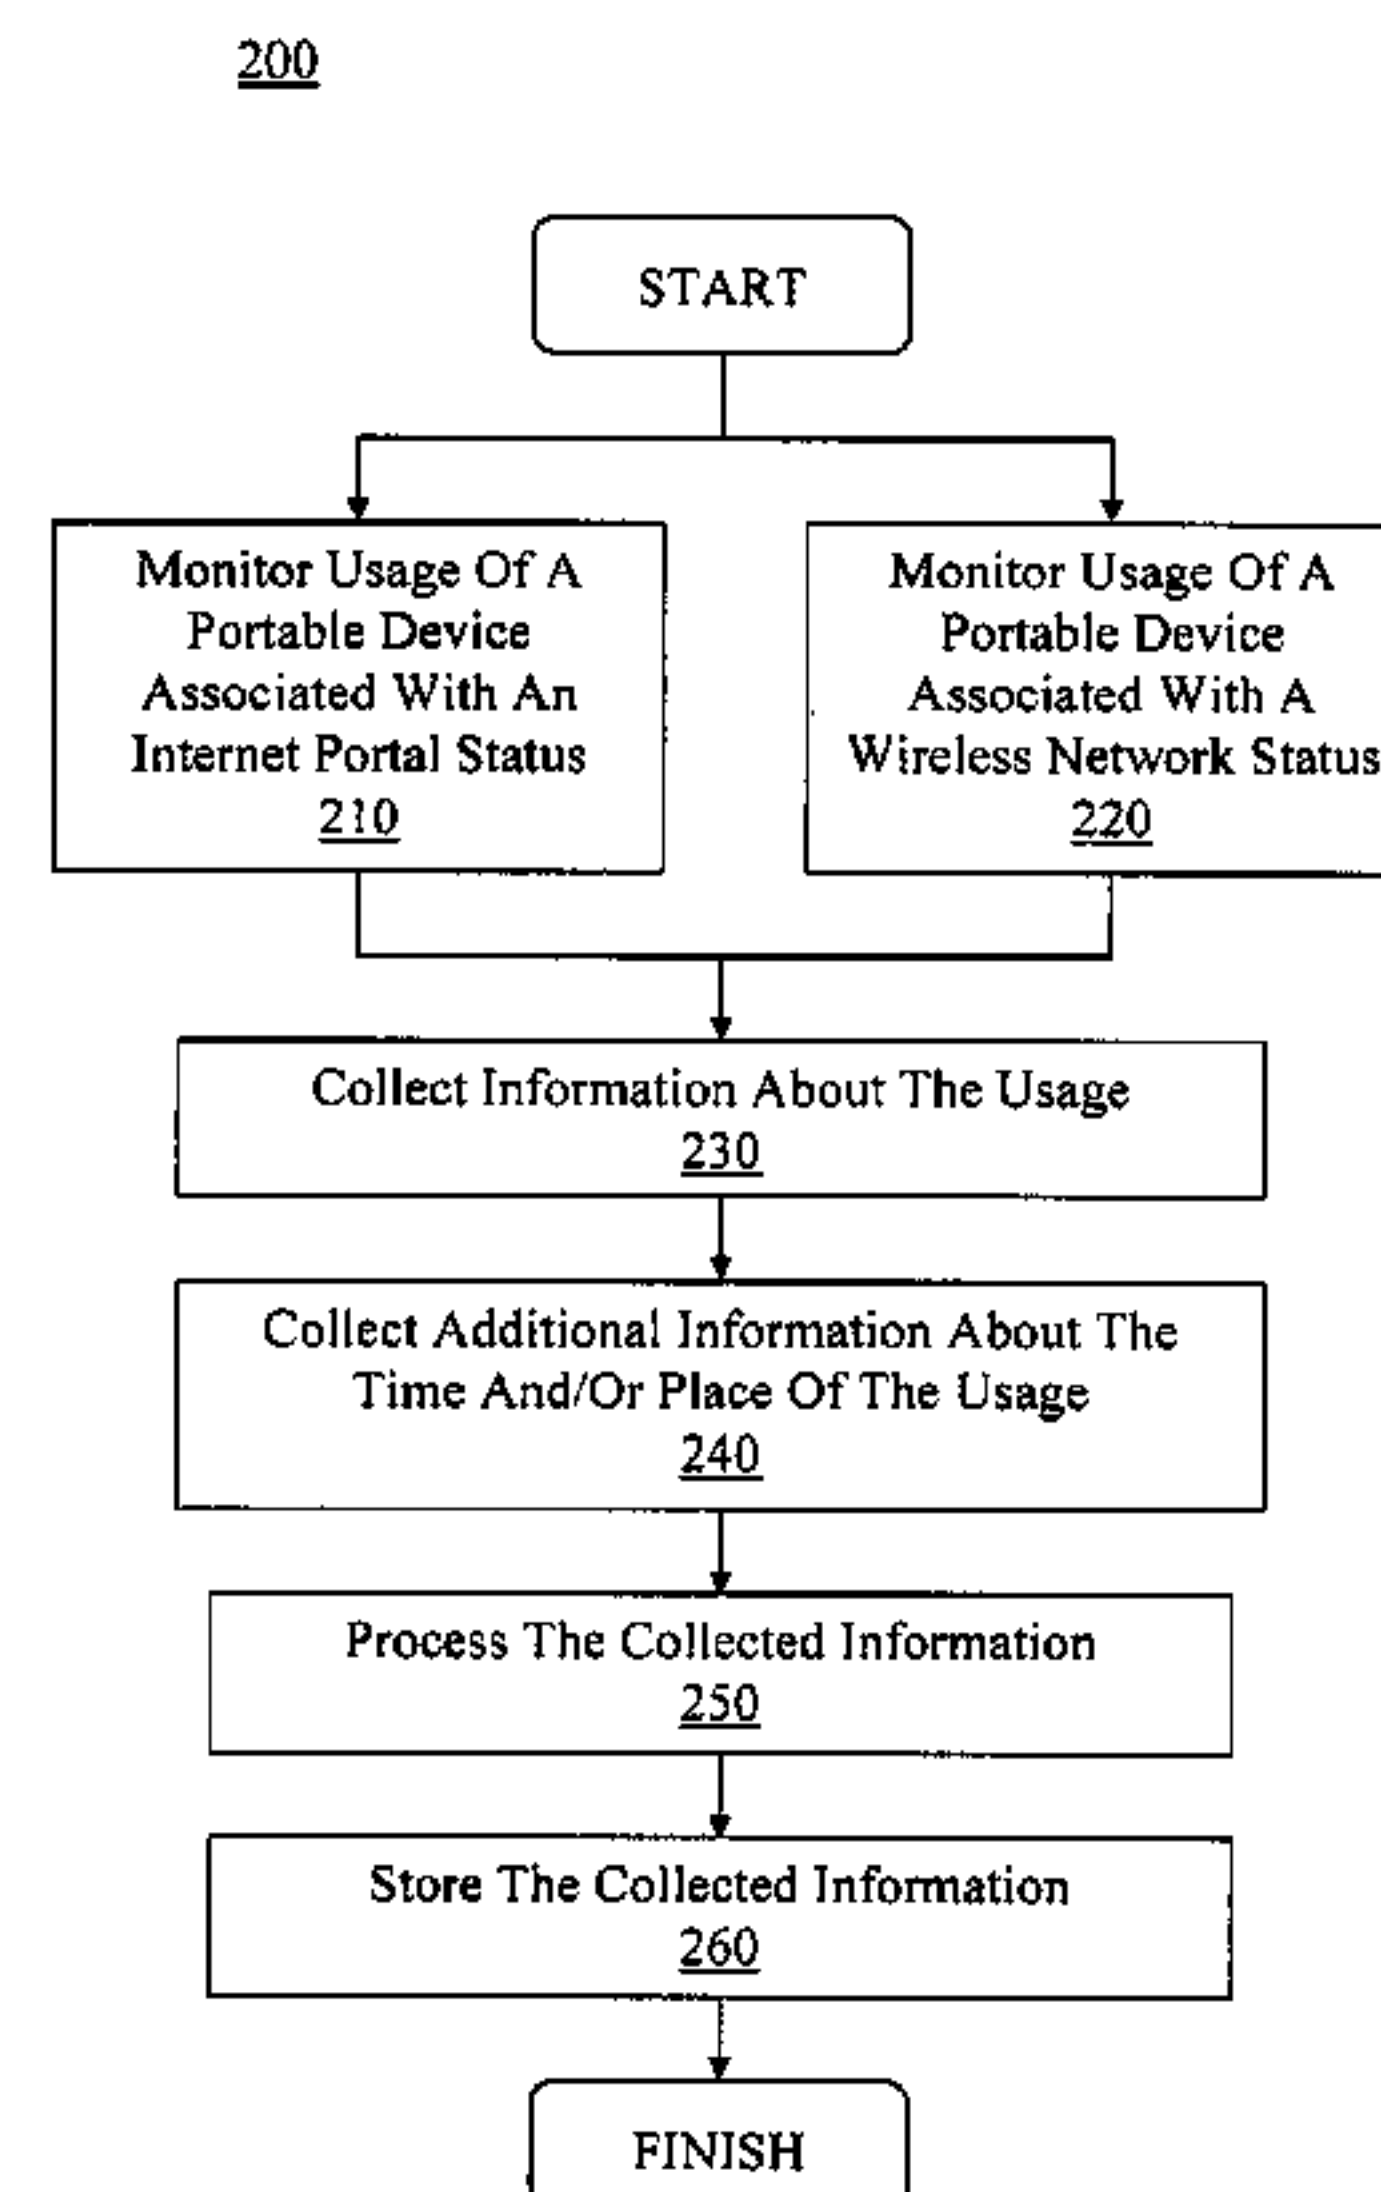 200
START
Monitor Usage Of A
Portable Device
Associated With An
Internet Portal Status
210
Monitor Usage Of A
Portable Device
Associated With A
Wireless Network Status
220
Collect Information About The Usage
230
Collect Additional Information About The
Time And/Or Place Of The Usage
240
Process The Collected Information
250
Store The Collected Information
260
FINISH